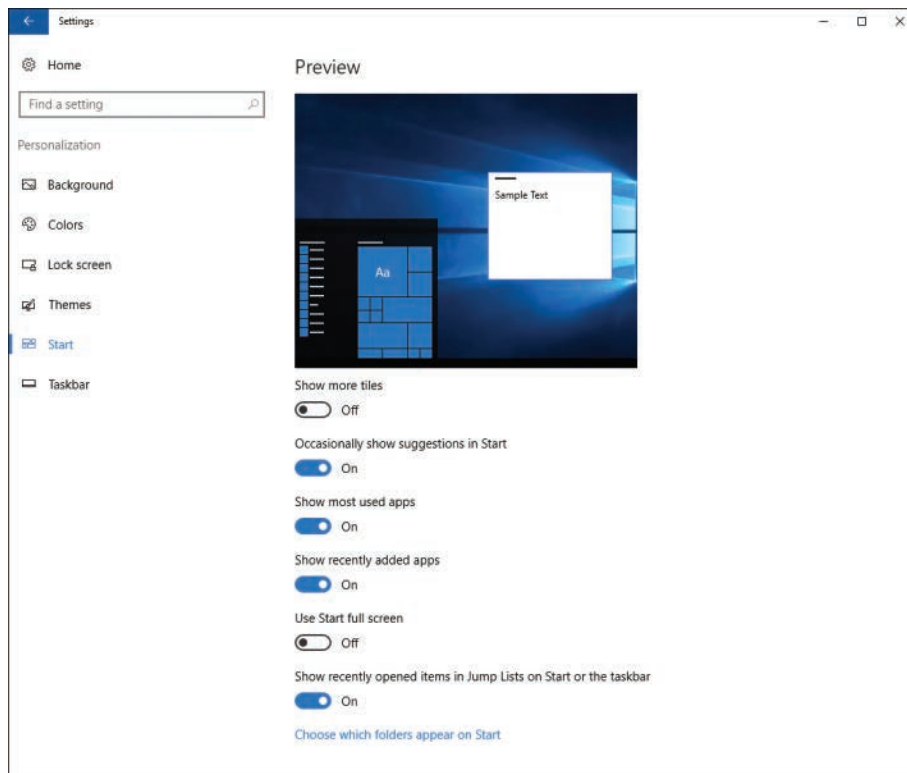 Settings
Home
Find a setting
Personalization
Background
Colors
Lock screen
Themes
Start
Taskbar
Preview
Sample Text
Aa
Show more tiles
Off
Occasionally show suggestions in Start
On
Show most used apps
On
Show recently added apps
On
Use Start full screen
Off
Show recently opened items in Jump Lists on Start or the taskbar
On
Choose which folders appear on Start